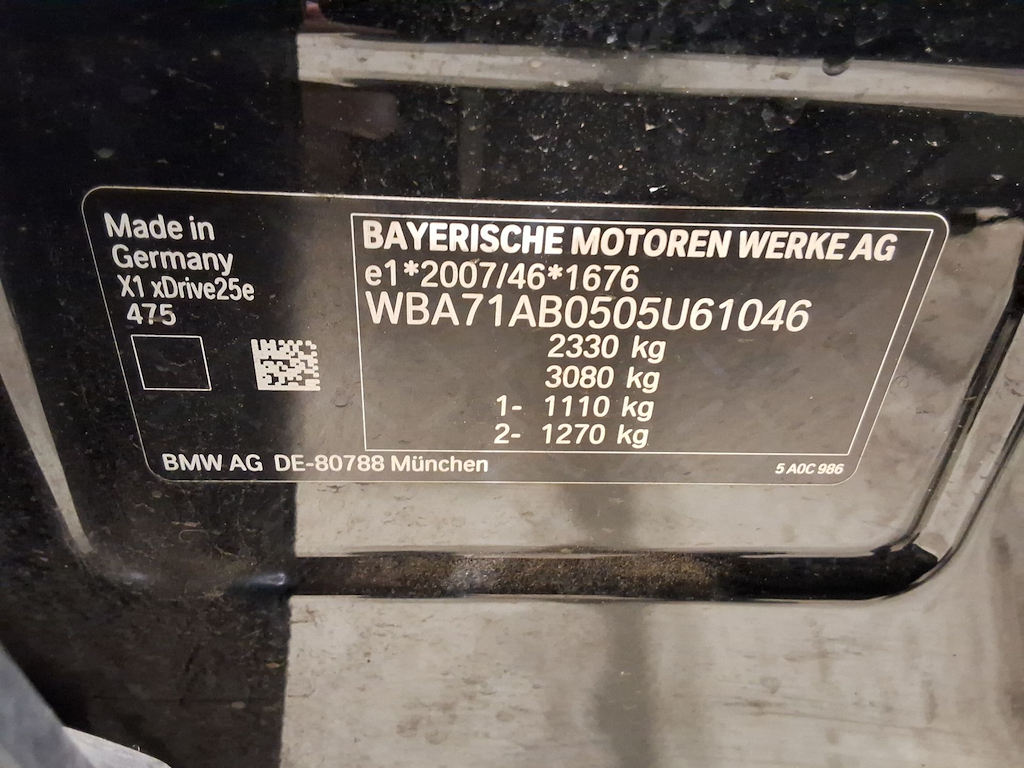 Made in
Germany
X1 xDrive25e
475
BAYERISCHE MOTOREN WERKE AG
e1*2007/46*1676
WBA71AB0505U61046
2330 kg
3080 kg
1- 1110 kg
2- 1270 kg
BMW AG DE-80788 München
5 A0C 986